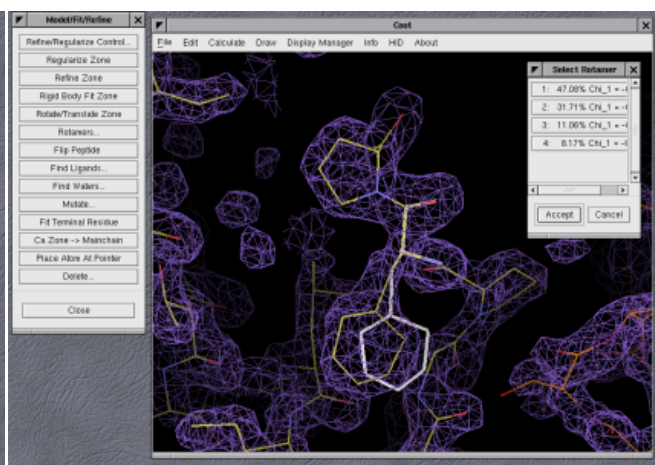 Model/Fit/Refine
Refine/Regularize Control...
Regularize Zone
Refine Zone
Rigid Body Fit Zone
Rotate/Translate Zone
Rotamers...
Flip Peptide
Find Ligands...
Find Waters...
Mutate...
Fit Terminal Residue
Ca Zone -> Mainchain
Place Atom At Pointer
Delete...
Close
Coot
File Edit Calculate Draw Display Manager Info HID About
Select Rotamer
1: 47.08% Chi_1 = -
2: 31.71% Chi_1 = -
3: 11.06% Chi_1 = -
4: 8.17% Chi_1 = -
Accept Cancel